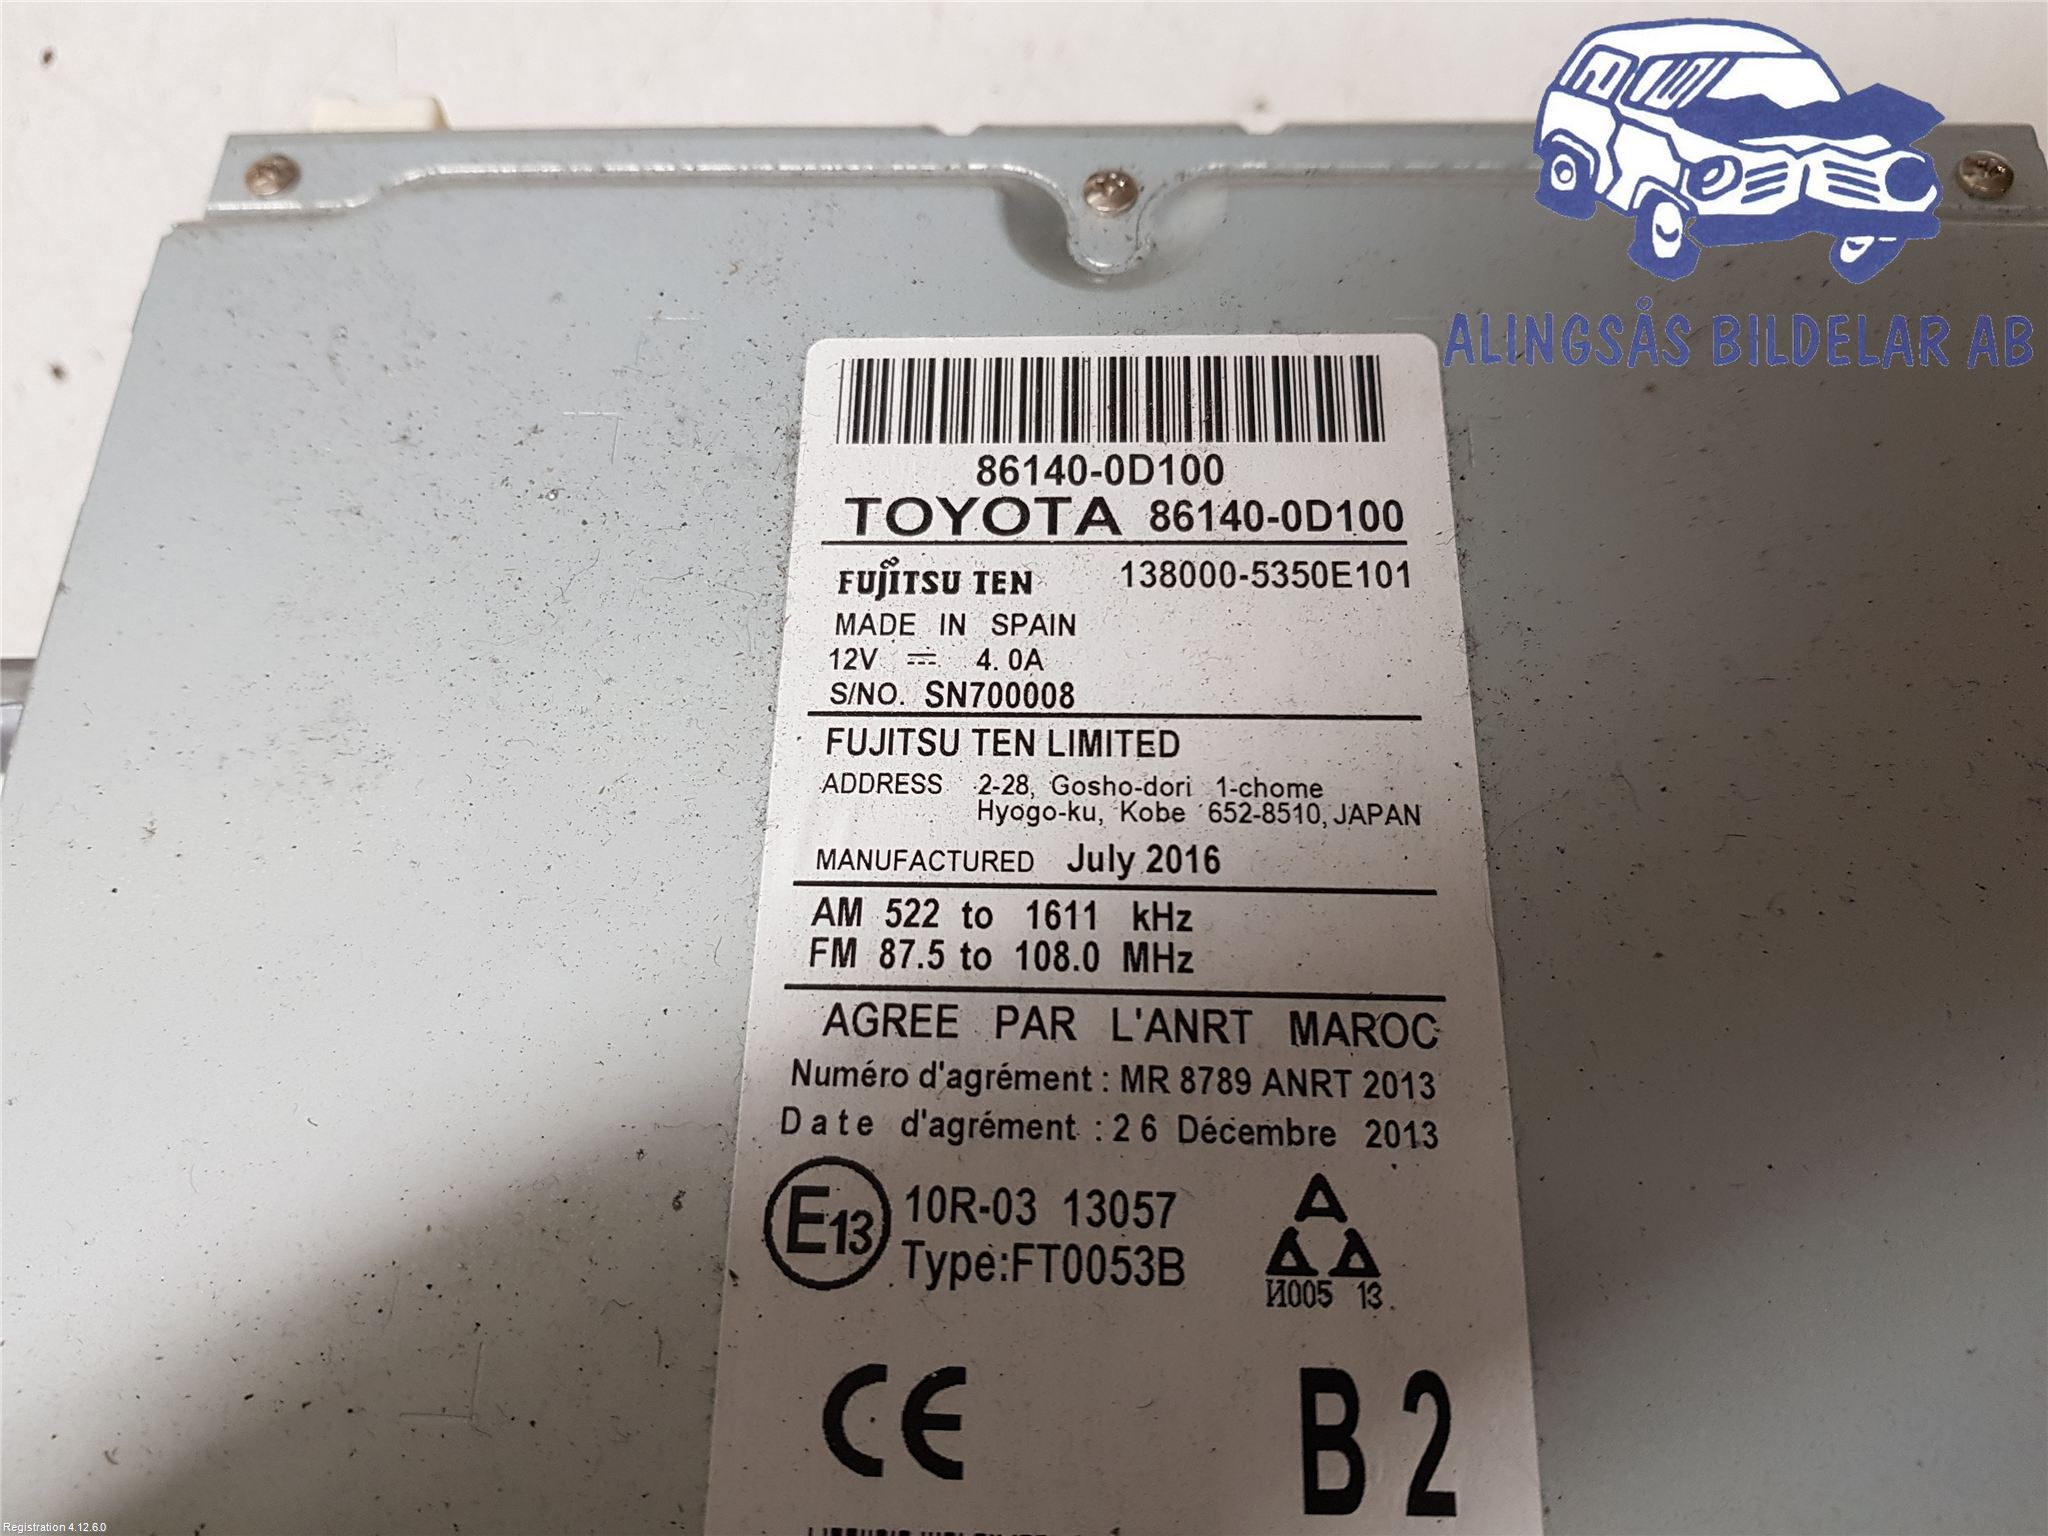 ALINGSÅS BILDELAR AB
86140-0D100
TOYOTA 86140-0D100
FUJITSU TEN 138000-5350E101
MADE IN SPAIN
12V ⎓ 4.0A
S/NO. SN700008
FUJITSU TEN LIMITED
ADDRESS 2-28, Gosho-dori 1-chome
Hyogo-ku, Kobe 652-8510, JAPAN
MANUFACTURED July 2016
AM 522 to 1611 kHz
FM 87.5 to 108.0 MHz
AGREE PAR L'ANRT MAROC
Numéro d'agrément : MR 8789 ANRT 2013
Date d'agrément : 26 Décembre 2013
E13 10R-03 13057
Type:FT0053B
И005 13
CE B2
Registration 4.12.6.0